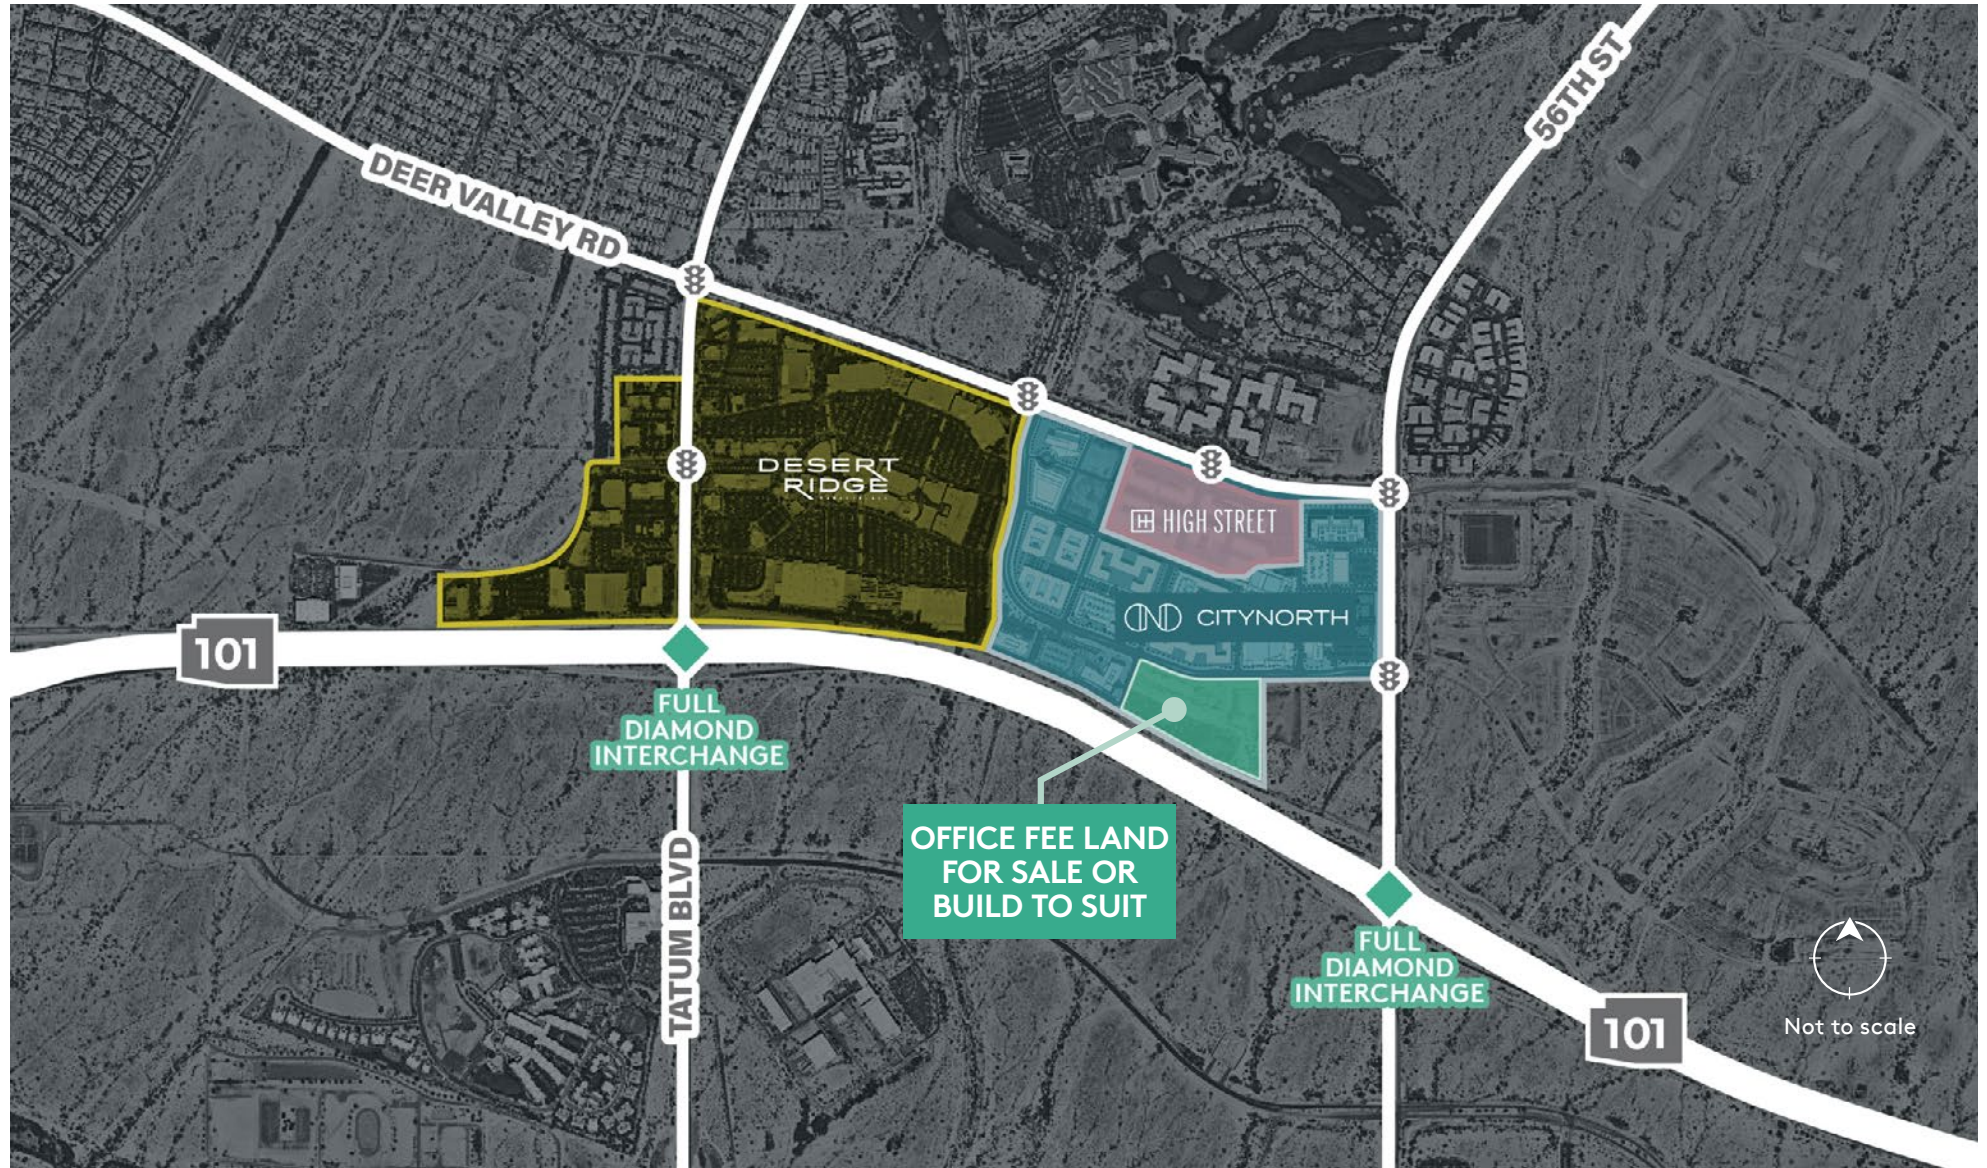 56TH ST
DEER VALLEY RD
DESERT
RIDGE
HIGH STREET
CITYNORTH
101
FULL
DIAMOND
INTERCHANGE
OFFICE FEE LAND
FOR SALE OR
BUILD TO SUIT
TATUM BLVD
FULL
DIAMOND
INTERCHANGE
101
Not to scale